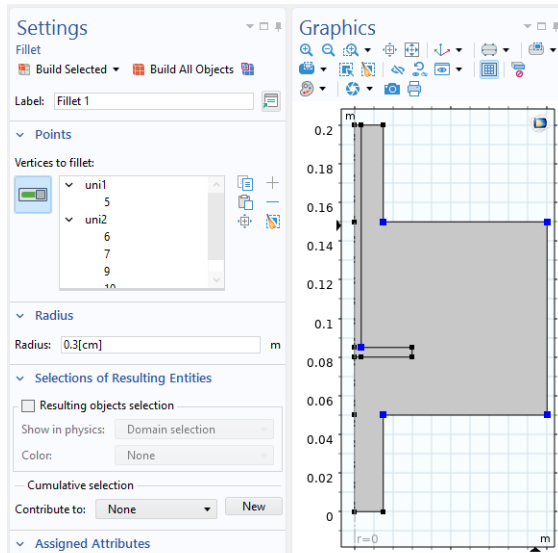 Settings
Fillet
Build Selected
Build All Objects
Label: Fillet 1
Points
Vertices to fillet:
uni1
5
uni2
6
7
9
10
Radius
Radius: 0.3[cm] m
Selections of Resulting Entities
Resulting objects selection
Show in physics: Domain selection
Color: None
Cumulative selection
Contribute to: None New
Assigned Attributes
Graphics
m
0.2
0.18
0.16
0.14
0.12
0.1
0.08
0.06
0.04
0.02
0
r=0
m